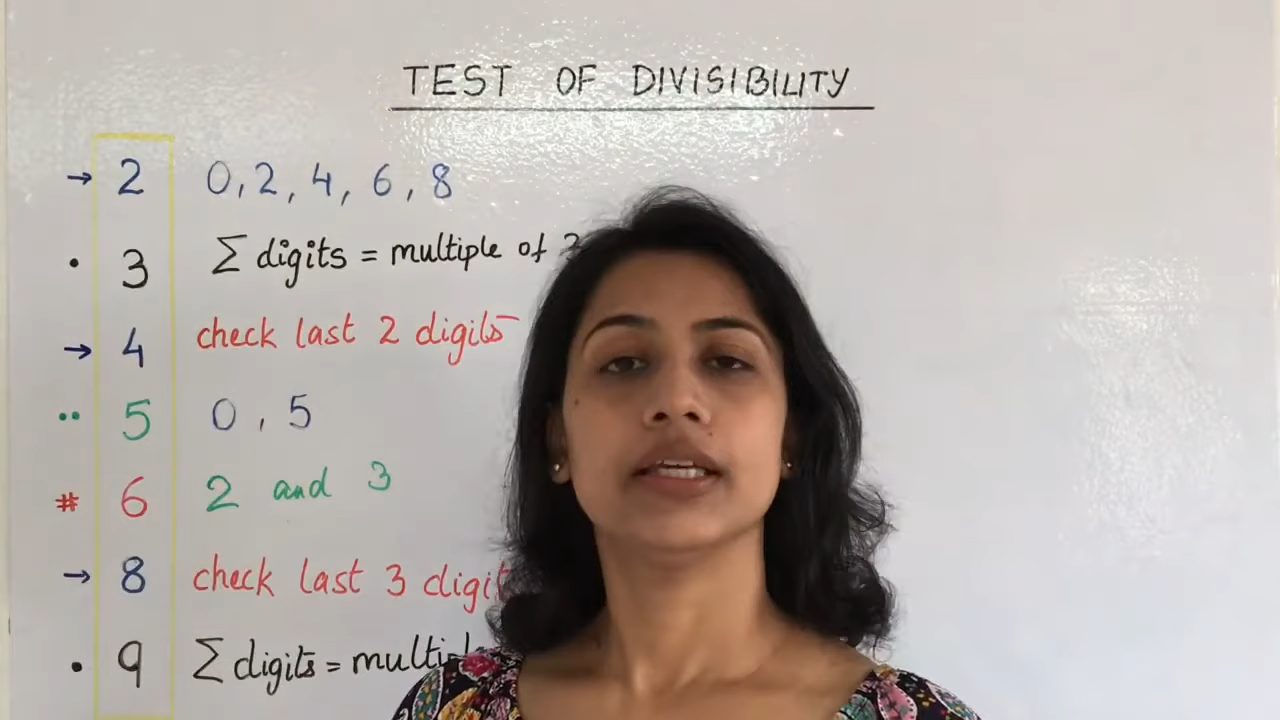 TEST OF DIVISIBILITY
→ 2 0, 2, 4, 6, 8
• 3 Σ digits = multiple of
→ 4 check last 2 digits
•• 5 0, 5
# 6 2 and 3
→ 8 check last 3 digit
• 9 Σ digits =